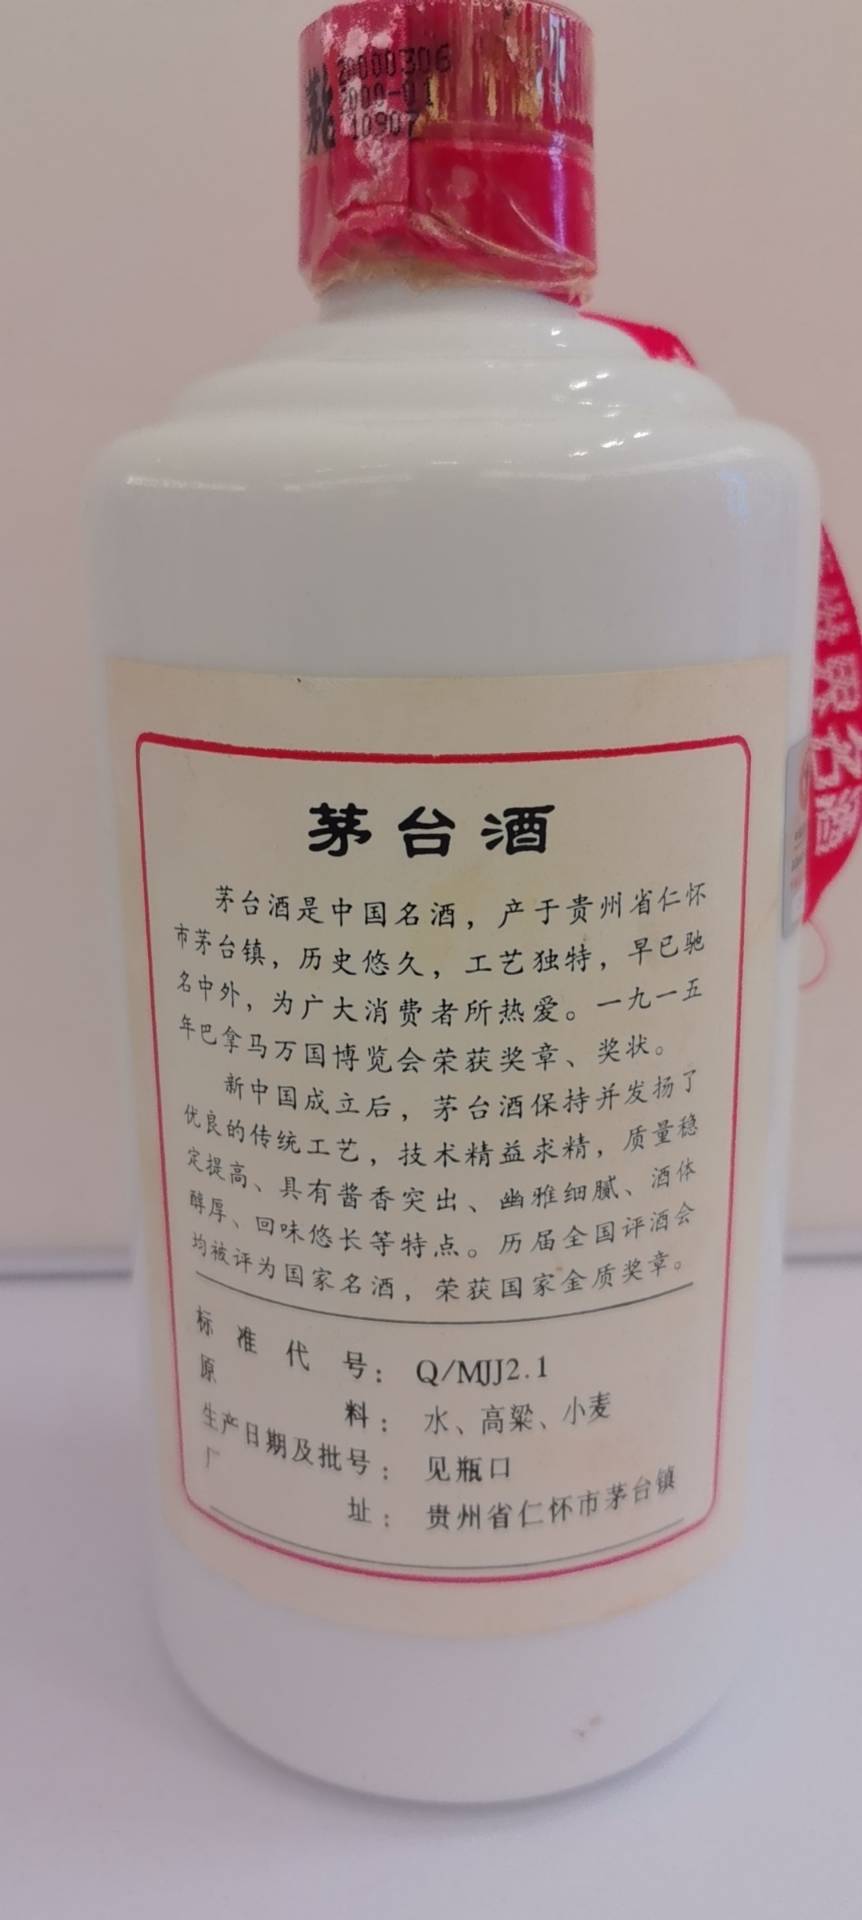 20000306
2000-01
10907
世界名酒
茅台酒
茅台酒是中国名酒，产于贵州省仁怀
市茅台镇，历史悠久，工艺独特，早已驰
名中外，为广大消费者所热爱。一九一五
年巴拿马万国博览会荣获奖章、奖状。
新中国成立后，茅台酒保持并发扬了
优良的传统工艺，技术精益求精，质量稳
定提高、具有酱香突出、幽雅细腻、酒体
醇厚、回味悠长等特点。历届全国评酒会
均被评为国家名酒，荣获国家金质奖章。
标准代号：Q/MJJ2.1
原料：水、高粱、小麦
生产日期及批号：见瓶口
厂址：贵州省仁怀市茅台镇